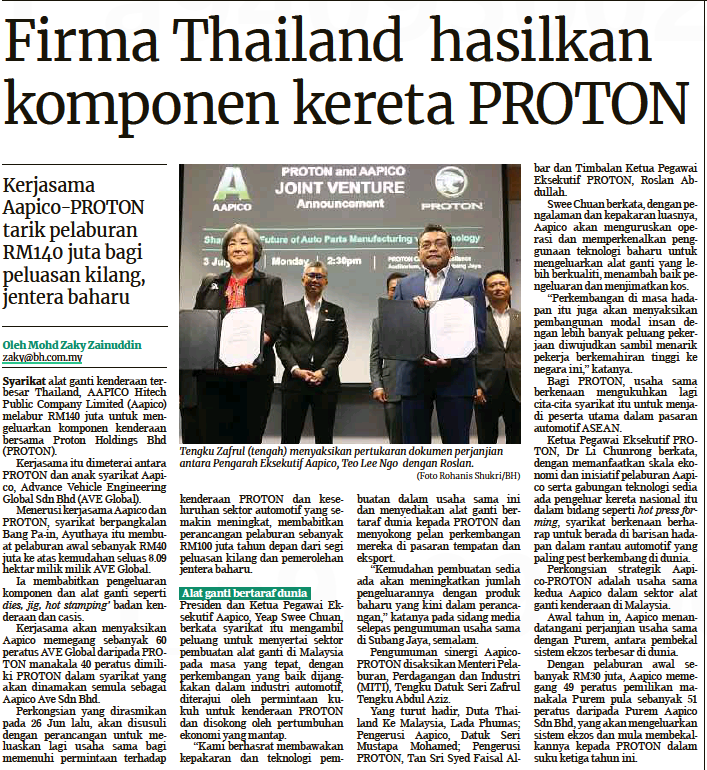 Firma Thailand hasilkan
komponen kereta PROTON
Kerjasama
Aapico-PROTON
tarik pelaburan
RM140 juta bagi
peluasan kilang,
jentera baharu
Oleh Mohd Zaky Zainuddin
zaky@bh.com.my
Syarikat alat ganti kenderaan ter-
besar Thailand, AAPICO Hitech
Public Company Limited (Aapico)
melabur RM140 juta untuk men-
geluarkan komponen kenderaan
bersama Proton Holdings Bhd
(PROTON).
Kerjasama itu dimeterai antara
PROTON dan anak syarikat Aapi-
co, Advance Vehicle Engineering
Global Sdn Bhd (AVE Global).
Menerusi kerjasama Aapico dan
PROTON, syarikat berpangkalan
Bang Pa-in, Ayuthaya itu membu-
at pelaburan awal sebanyak RM40
juta ke atas kemudahan seluas 8.09
hektar milik milik AVE Global.
Ia membabitkan pengeluaran
komponen dan alat ganti seperti
dies, jig, hot stamping' badan ken-
deraan dan casis.
Kerjasama akan menyaksikan
Aapico memegang sebanyak 60
peratus AVE Global daripada PRO-
TON manakala 40 peratus dimili-
ki PROTON dalam syarikat yang
akan dinamakan semula sebagai
Aapico Ave Sdn Bhd.
Perkongsian yang dirasmikan
pada 26 Jun lalu, akan disusuli
dengan perancangan untuk me-
luaskan lagi usaha sama bagi
memenuhi permintaan terhadap
AAPICO
PROTON and AAPICO
JOINT VENTURE
Announcement
PROTON
Future of Auto Parts Manufacturing
3 July
Monday
2:30pm
Tengku Zafrul (tengah) menyaksikan pertukaran dokumen perjanjian
antara Pengarah Eksekutif Aapico, Teo Lee Ngo dengan Roslan.
(Foto Rohanis Shukri/BH)
kenderaan PROTON dan kese-
luruhan sektor automotif yang se-
makin meningkat, membabitkan
perancangan pelaburan sebanyak
RM100 juta tahun depan dari segi
peluasan kilang dan pemerolehan
jentera baharu.
Alat ganti bertaraf dunia
Presiden dan Ketua Pegawai Ek-
sekutif Aapico, Yeap Swee Chuan,
berkata syarikat itu mengambil
peluang untuk menyertai sektor
pembuatan alat ganti di Malaysia
pada masa yang tepat, dengan
perkembangan yang baik dijang-
kakan dalam industri automotif,
diterajui oleh permintaan ku-
kuh untuk kenderaan PROTON
dan disokong oleh pertumbuhan
ekonomi yang mantap.
"Kami berhasrat membawakan
kepakaran dan teknologi pem-
buatan dalam usaha sama ini
dan menyediakan alat ganti ber-
taraf dunia kepada PROTON dan
menyokong pelan perkembangan
mereka di pasaran tempatan dan
eksport.
"Kemudahan pembuatan sedia
ada akan meningkatkan jumlah
pengeluarannya dengan produk
baharu yang kini dalam peranca-
ngan," katanya pada sidang media
selepas pengumuman usaha sama
di Subang Jaya, semalam.
Pengumuman sinergi Aapico-
PROTON disaksikan Menteri Pela-
buran, Perdagangan dan Industri
(MITI), Tengku Datuk Seri Zafrul
Tengku Abdul Aziz.
Yang turut hadir, Duta Thai-
land Ke Malaysia, Lada Phumas;
Pengerusi Aapico, Datuk Seri
Mustapa Mohamed; Pengerusi
PROTON, Tan Sri Syed Faisal Al-
bar dan Timbalan Ketua Pegawai
Eksekutif PROTON, Roslan Ab-
dullah.
Swee Chuan berkata, dengan pe-
ngalaman dan kepakaran luasnya,
Aapico akan menguruskan ope-
rasi dan memperkenalkan peng-
gunaan teknologi baharu untuk
mengeluarkan alat ganti yang le-
bih berkualiti, menambah baik pe-
ngeluaran dan menjimatkan kos.
"Perkembangan di masa hada-
pan itu juga akan menyaksikan
pembangunan modal insan de-
ngan lebih banyak peluang peker-
jaan diwujudkan sambil menarik
pekerja berkemahiran tinggi ke
negara ini," katanya.
Bagi PROTON, usaha sama
berkenaan mengukuhkan lagi
cita-cita syarikat itu untuk menja-
di peserta utama dalam pasaran
automotif ASEAN.
Ketua Pegawai Eksekutif PRO-
TON, Dr Li Chunrong berkata,
dengan memanfaatkan skala eko-
nomi dan inisiatif pelaburan Aapi-
co serta gabungan teknologi sedia
ada pengeluar kereta nasional itu
dalam bidang seperti hot press for-
ming, syarikat berkenaan berha-
rap untuk berada di barisan hadapa-
pan dalam rantau automotif yang
paling pest berkembang di dunia.
Perkongsian strategik Aapi-
co-PROTON adalah usaha sama
kedua Aapico dalam sektor alat
ganti kenderaan di Malaysia.
Awal tahun in, Aapico menan-
datangani perjanjian usaha sama
dengan Purem, antara pembekal
sistem ekzos terbesar di dunia.
Dengan pelaburan awal se-
banyak RM30 juta, Aapico meme-
gang 49 peratus pemilikan ma-
nakala Purem pula sebanyak 51
peratus daripada Purem Aapico
Sdn Bhd, yang akan mengeluarkan
sistem ekzos dan mula membekal-
kannya kepada PROTON dalam
suku ketiga tahun ini.